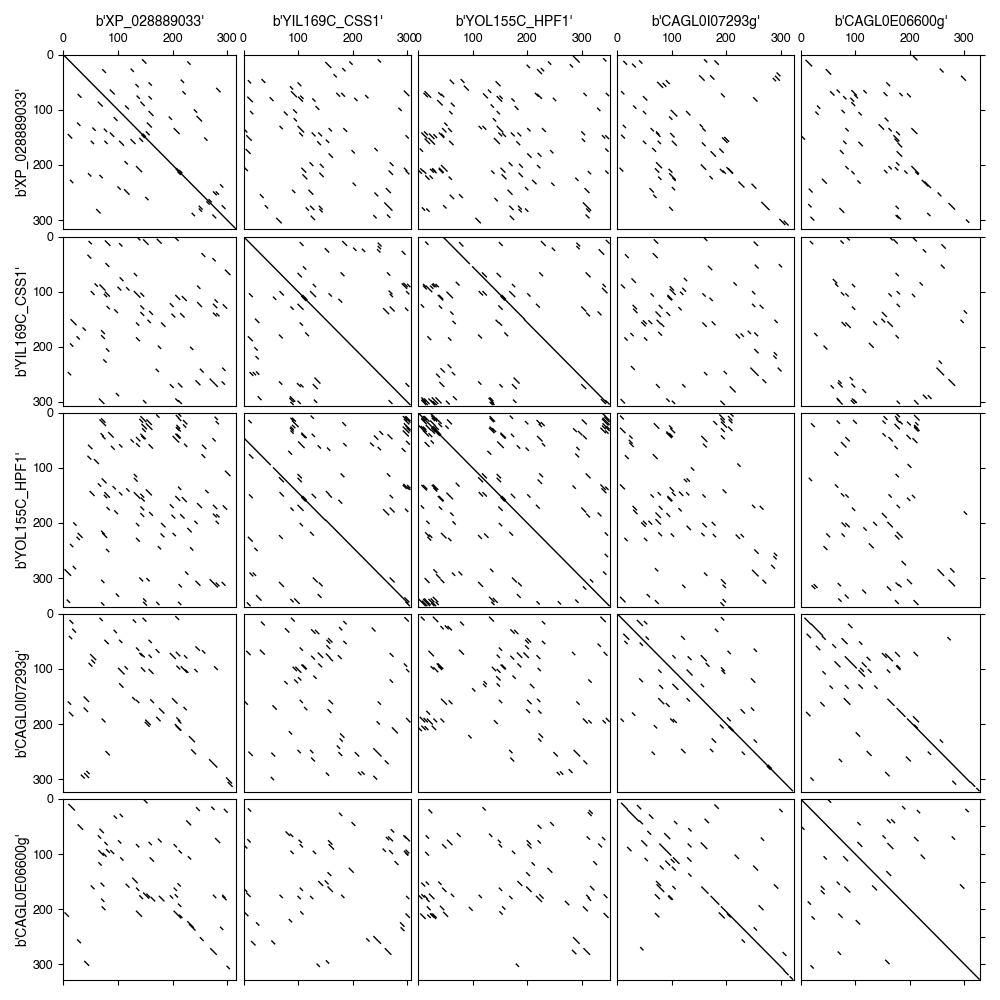 b'XP_028889033' b'YIL169C_CSS1' b'YOL155C_HPF1' b'CAGL0I07293g' b'CAGL0E06600g'
0 100 200 300 0 100 200 300 0 100 200 300 0 100 200 300 0 100 200 300
b'XP_028889033'
0
100
200
300
b'YIL169C_CSS1'
0
100
200
300
b'YOL155C_HPF1'
0
100
200
300
b'CAGL0I07293g'
0
100
200
300
b'CAGL0E06600g'
0
100
200
300